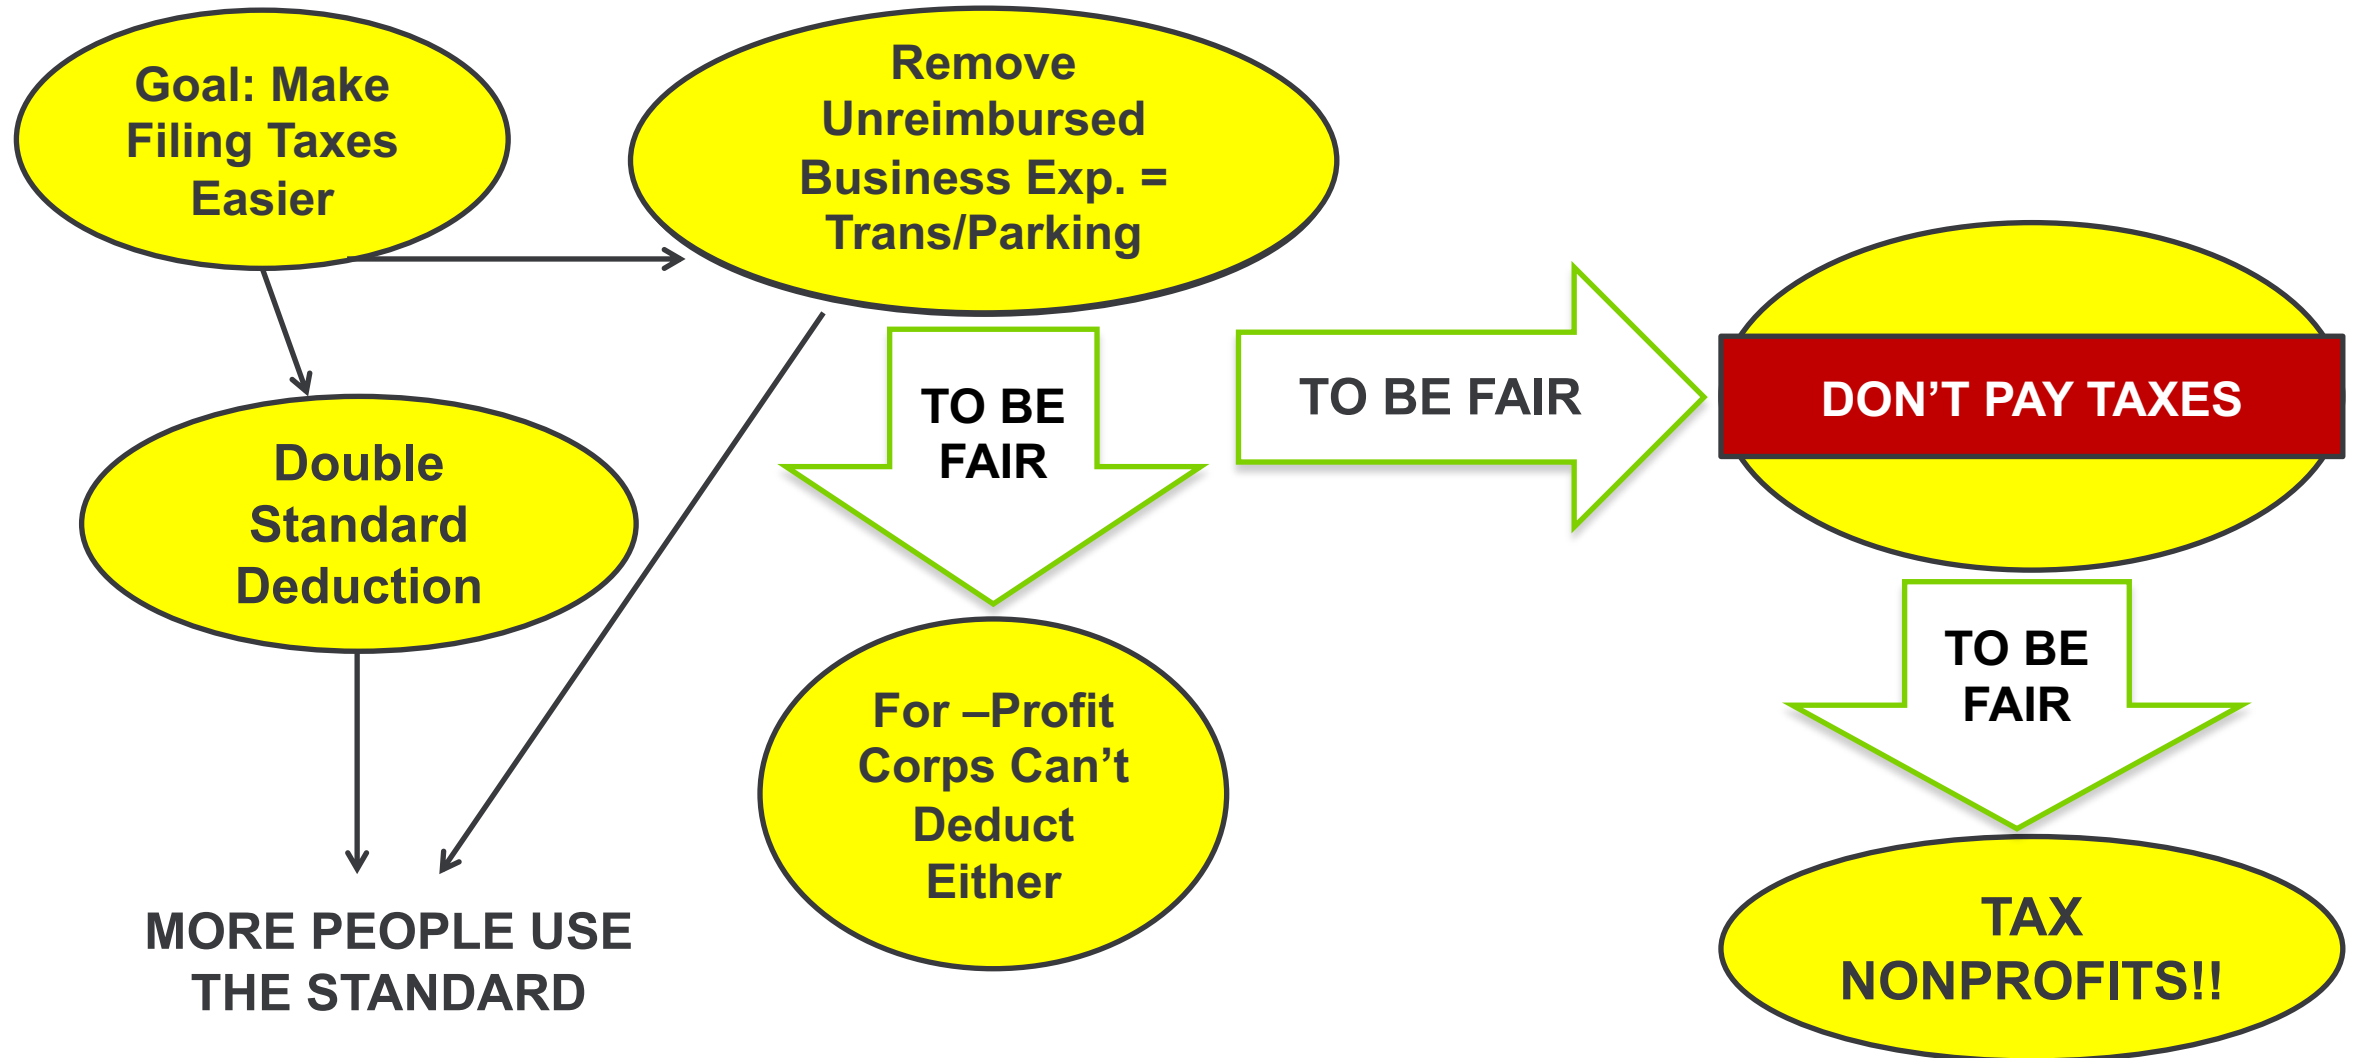 Goal: Make
Filing Taxes
Easier
Remove
Unreimbursed
Business Exp. =
Trans/Parking
TO BE
FAIR
TO BE FAIR
DON’T PAY TAXES
Double
Standard
Deduction
TO BE
FAIR
For –Profit
Corps Can’t
Deduct
Either
MORE PEOPLE USE
THE STANDARD
TAX
NONPROFITS!!